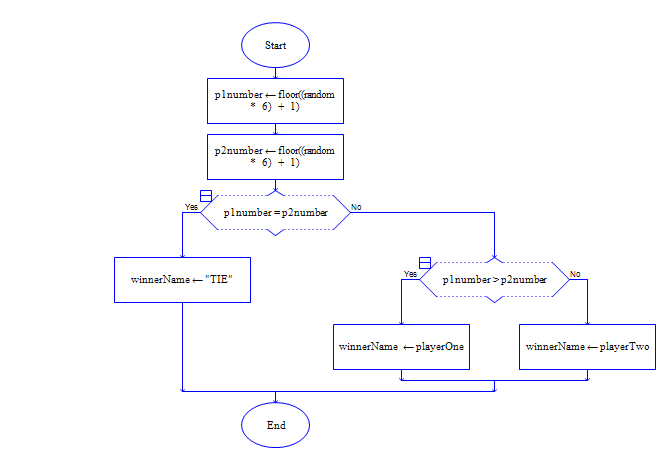 Start
p1number ← floor((random
* 6) + 1)
p2number ← floor((random
* 6) + 1)
Yes
p1number = p2number
No
winnerName ← "TIE"
Yes
p1number > p2number
No
winnerName ← playerOne
winnerName ← playerTwo
End